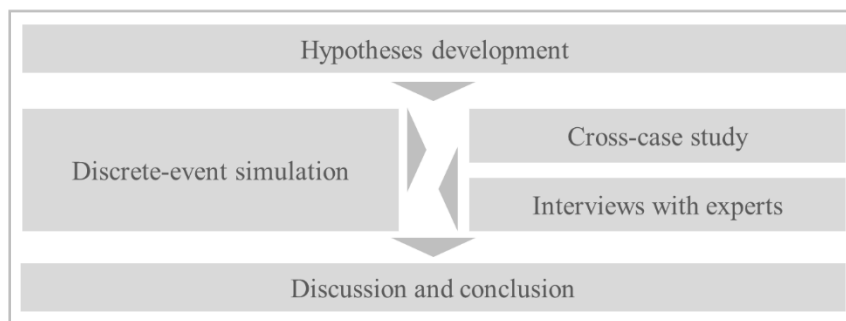 Hypotheses development
Discrete-event simulation
Cross-case study
Interviews with experts
Discussion and conclusion